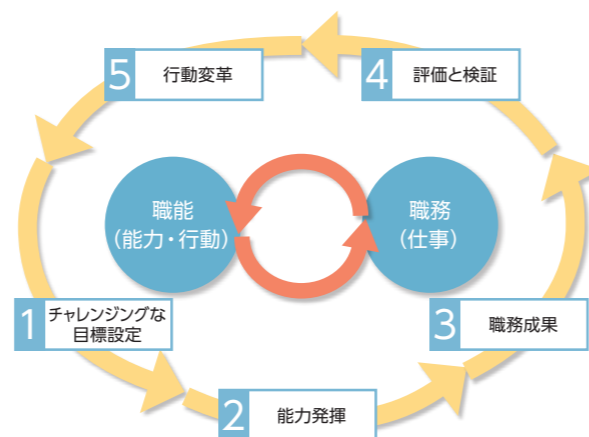 5 行動変革
4 評価と検証
職能
(能力・行動)
職務
(仕事)
1 チャレンジングな
目標設定
3 職務成果
2 能力発揮